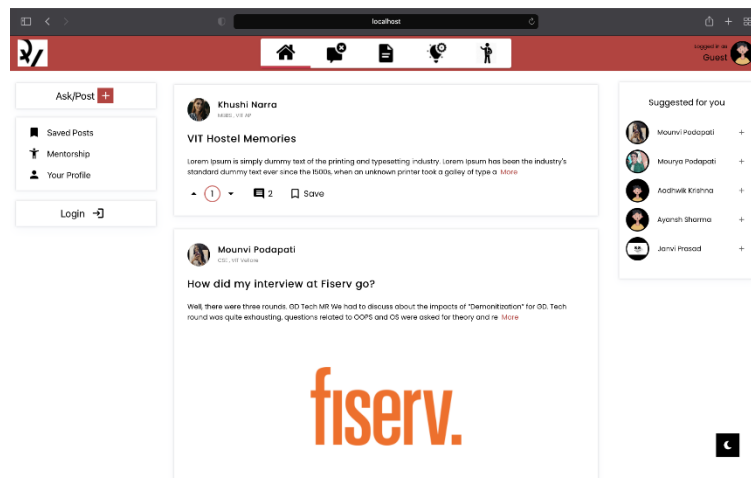 localhost
Logged in as
Guest
Ask/Post
Saved Posts
Mentorship
Your Profile
Login
Khushi Narra
VIT Hostel Memories
Lorem Ipsum is simply dummy text of the printing and typesetting industry. Lorem Ipsum has been the industry's
standard dummy text ever since the 1500s, when an unknown printer took a galley of type a More
1
2
Save
Mounvi Podapati
CSE, VIT Vellore
How did my interview at Fiserv go?
Well, there were three rounds. GD Tech MR We had to discuss about the impacts of "Demonitization" for GD. Tech
round was quite exhausting, questions related to OOPS and OS were asked for theory and re More
fiserv.
Suggested for you
Mounvi Podapati
Mourya Podapati
Aadhwik Krishna
Ayansh Sharma
Janvi Prasad